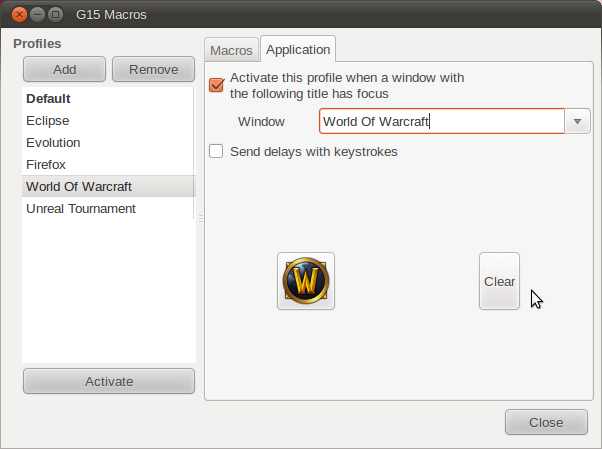 G15 Macros
Profiles
Add
Remove
Default
Eclipse
Evolution
Firefox
World Of Warcraft
Unreal Tournament
Activate
Macros
Application
Activate this profile when a window with
the following title has focus
Window
World Of Warcraft
Send delays with keystrokes
W
Clear
Close